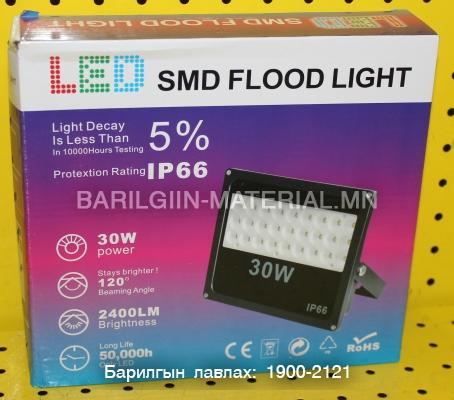 LED SMD FLOOD LIGHT
Light Decay
Is Less Than 5%
In 10000Hours Testing
Protextion Rating IP66
BARILGIIN-MATERIAL.MN
30W
power
Stays brighter !
120°
Beaming Angle
2400LM
Brightness
Long Life
50,000h
30W
IP66
CE
RoHS
Барилгын лавлах: 1900-2121